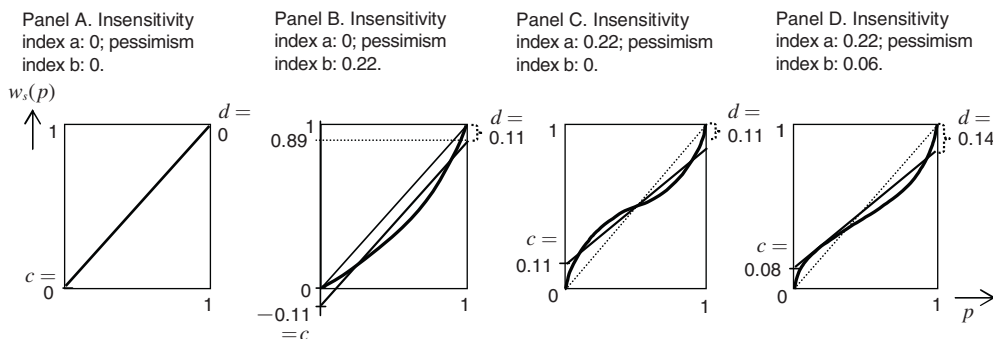 Panel A. Insensitivity
index a: 0; pessimism
index b: 0.
w_s(p)
1
d =
0
c =
0
1
Panel B. Insensitivity
index a: 0; pessimism
index b: 0.22.
1
0.89
d =
0.11
0
−0.11
=c
1
Panel C. Insensitivity
index a: 0.22; pessimism
index b: 0.
1
d =
0.11
c =
0.11
0
1
Panel D. Insensitivity
index a: 0.22; pessimism
index b: 0.06.
1
d =
0.14
c =
0.08
0
1
p